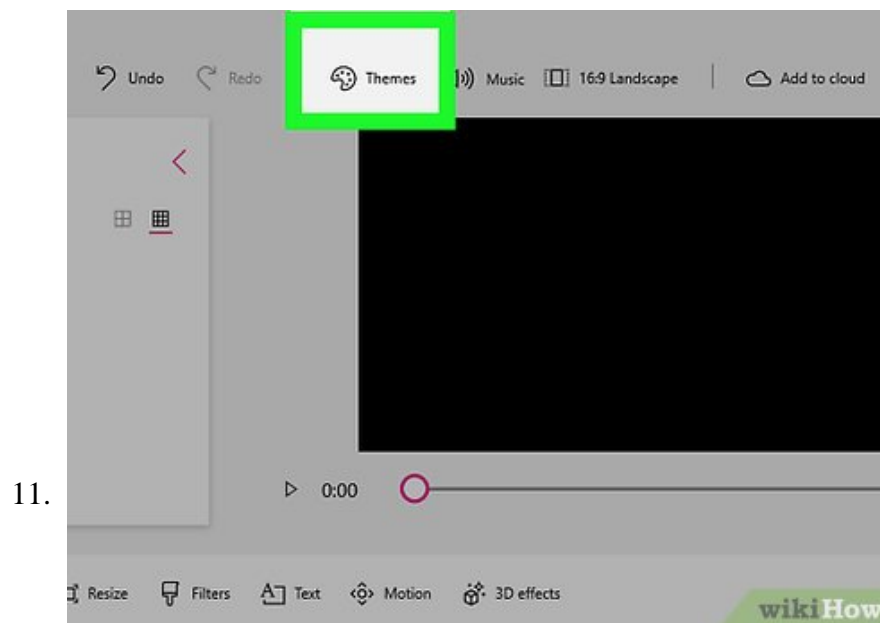 Undo Redo Themes Music 16:9 Landscape Add to cloud
11.
0:00
Resize Filters Text Motion 3D effects
wikiHow